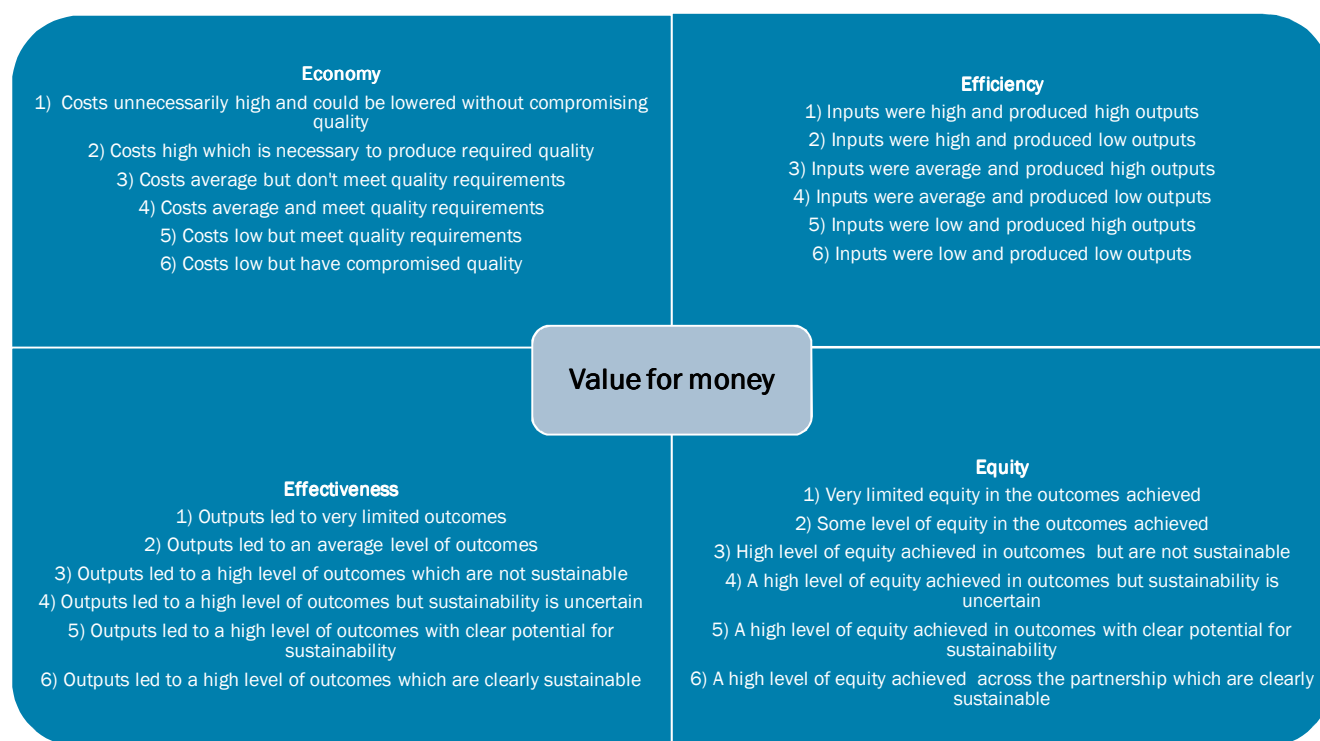 Economy
1) Costs unnecessarily high and could be lowered without compromising
quality
2) Costs high which is necessary to produce required quality
3) Costs average but don't meet quality requirements
4) Costs average and meet quality requirements
5) Costs low but meet quality requirements
6) Costs low but have compromised quality
Efficiency
1) Inputs were high and produced high outputs
2) Inputs were high and produced low outputs
3) Inputs were average and produced high outputs
4) Inputs were average and produced low outputs
5) Inputs were low and produced high outputs
6) Inputs were low and produced low outputs
Value for money
Effectiveness
1) Outputs led to very limited outcomes
2) Outputs led to an average level of outcomes
3) Outputs led to a high level of outcomes which are not sustainable
4) Outputs led to a high level of outcomes but sustainability is uncertain
5) Outputs led to a high level of outcomes with clear potential for
sustainability
6) Outputs led to a high level of outcomes which are clearly sustainable
Equity
1) Very limited equity in the outcomes achieved
2) Some level of equity in the outcomes achieved
3) High level of equity achieved in outcomes but are not sustainable
4) A high level of equity achieved in outcomes but sustainability is
uncertain
5) A high level of equity achieved in outcomes with clear potential for
sustainability
6) A high level of equity achieved across the partnership which are clearly
sustainable